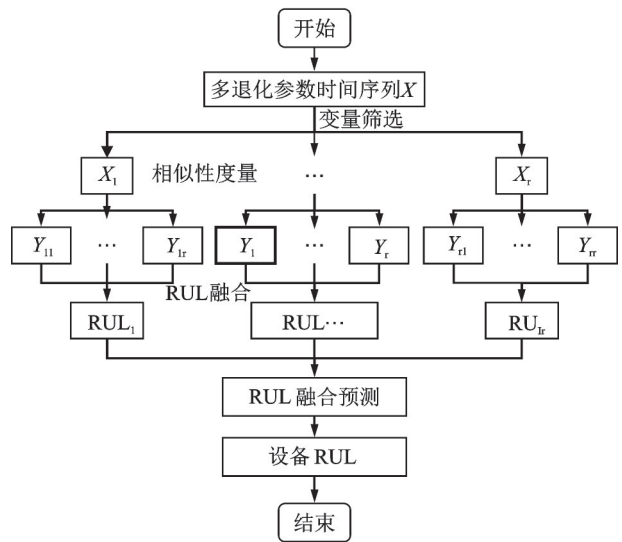 开始
多退化参数时间序列X
变量筛选
X₁ 相似性度量 … Xᵣ
Y₁₁ … Y₁ᵣ Y₁ … Yᵣ Yᵣ₁ … Yᵣᵣ
RUL融合
RUL₁ RUL… RU_Ir
RUL 融合预测
设备 RUL
结束